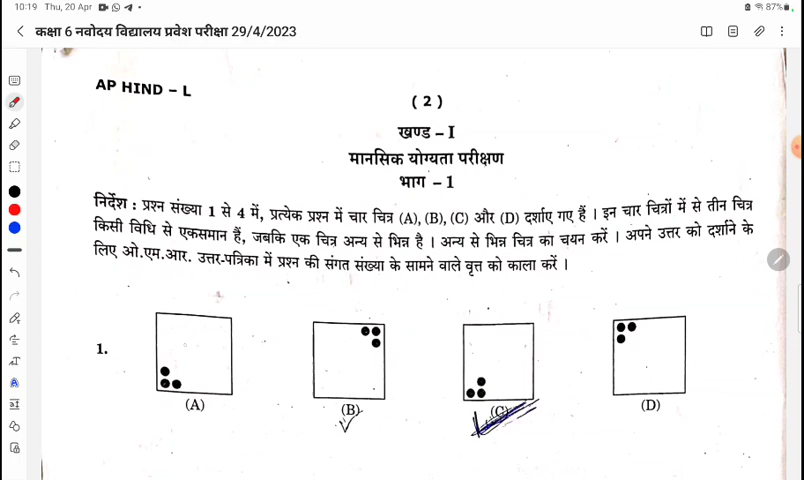 10:19 Thu, 20 Apr
87%
कक्षा 6 नवोदय विद्यालय प्रवेश परीक्षा 29/4/2023
AP HIND – L
( 2 )
खण्ड – I
मानसिक योग्यता परीक्षण
भाग – 1
निर्देश : प्रश्न संख्या 1 से 4 में, प्रत्येक प्रश्न में चार चित्र (A), (B), (C) और (D) दर्शाए गए हैं । इन चार चित्रों में से तीन चित्र
किसी विधि से एकसमान हैं, जबकि एक चित्र अन्य से भिन्न है । अन्य से भिन्न चित्र का चयन करें । अपने उत्तर को दर्शाने के
लिए ओ.एम.आर. उत्तर-पत्रिका में प्रश्न की संगत संख्या के सामने वाले वृत्त को काला करें ।
1.
(A) (B) (C) (D)